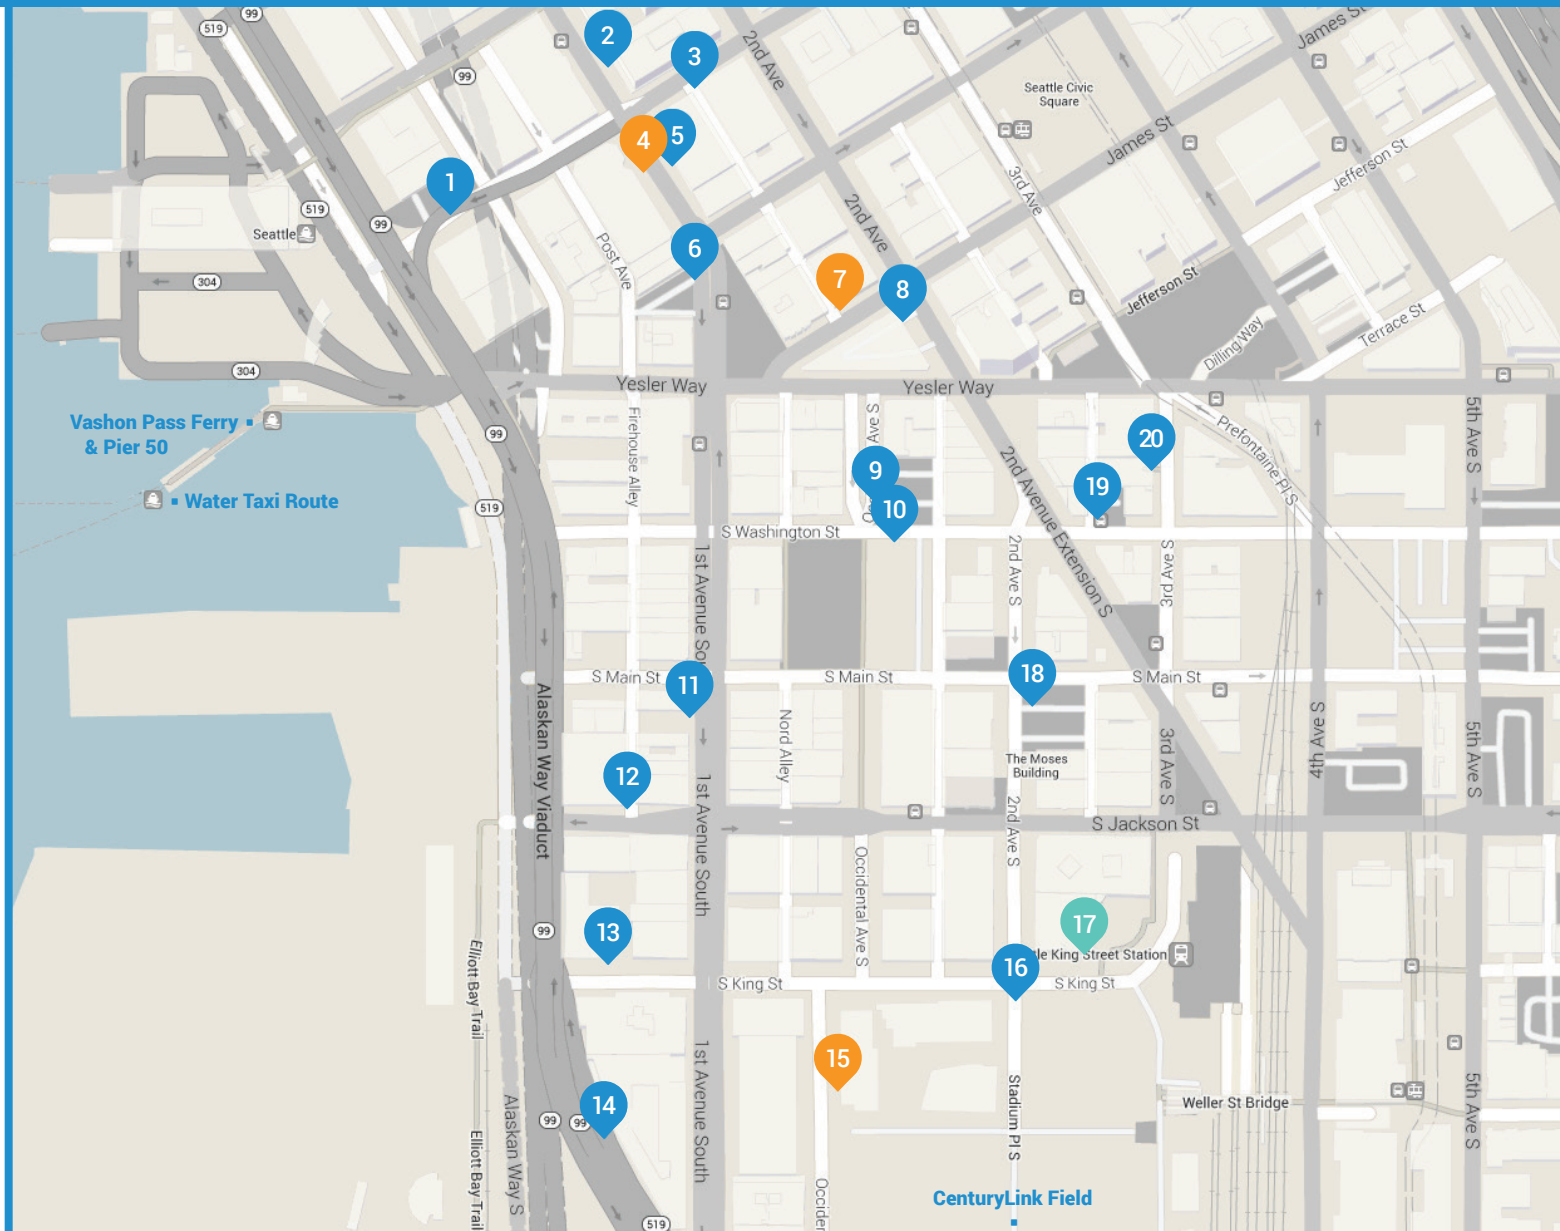 519
99
2
3
2nd Ave
James St
99
Seattle Civic
Square
4
5
James St
Jefferson St
1
3rd Ave
519
2nd Ave
99
Seattle
Post Ave
6
7
8
304
Jefferson St
Terrace St
Dilling Way
304
Yesler Way
Yesler Way
Vashon Pass Ferry
& Pier 50
Firehouse Alley
S Ave
5th Ave S
Prefontaine Pl S
99
20
9
19
2nd Avenue Extension S
Water Taxi Route
519
10
S Washington St
1st Avenue Sou
2nd Ave S
3rd Ave S
S Main St
11
S Main St
18
S Main St
Alaskan Way Viaduct
Nord Alley
The Moses
Building
3rd Ave S
4th Ave S
5th Ave S
12
1st Avenue South
2nd Ave S
S Jackson St
Occidental Ave S
13
99
17
le King Street Station
16
S King St
S King St
Elliott Bay Trail
1st Avenue South
15
Stadium Pl S
5th Ave S
14
99
99
Weller St Bridge
Alaskan Way S
Elliott Bay Trail
Occider
CenturyLink Field
519